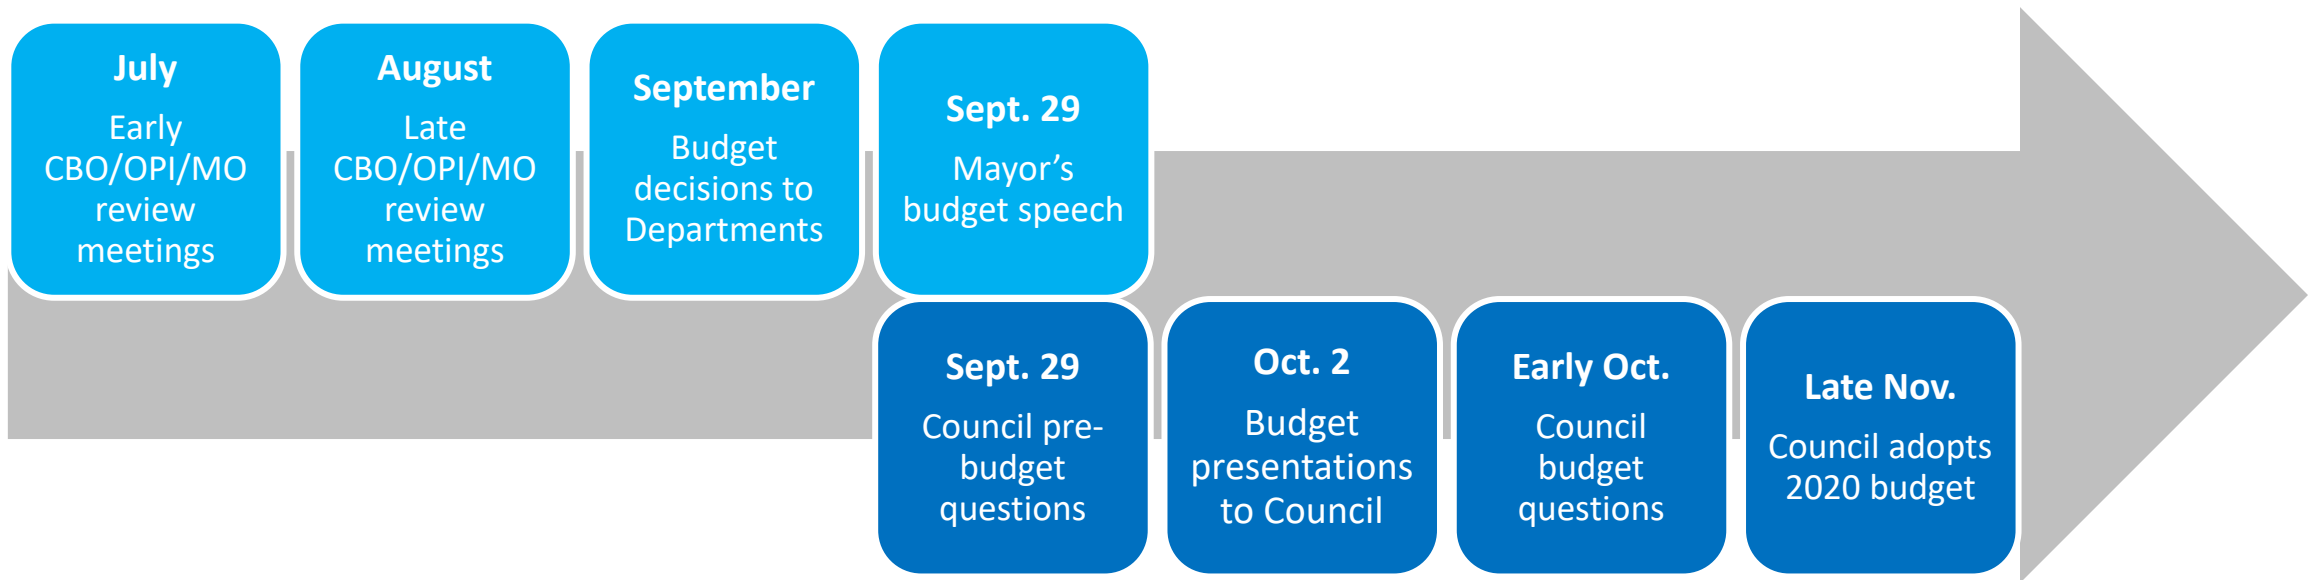 July
Early
CBO/OPI/MO
review
meetings
August
Late
CBO/OPI/MO
review
meetings
September
Budget
decisions to
Departments
Sept. 29
Mayor’s
budget speech
Sept. 29
Council pre-
budget
questions
Oct. 2
Budget
presentations
to Council
Early Oct.
Council
budget
questions
Late Nov.
Council adopts
2020 budget